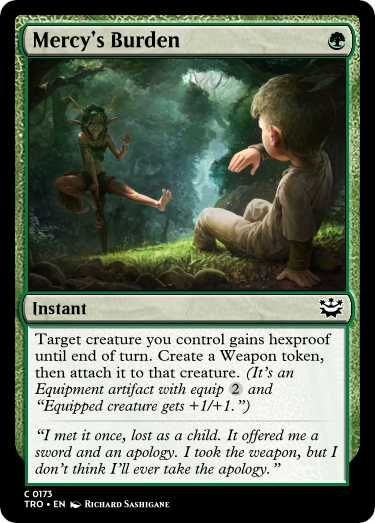 Mercy's Burden
Instant
Target creature you control gains hexproof
until end of turn. Create a Weapon token,
then attach it to that creature. (It's an
Equipment artifact with equip 2 and
“Equipped creature gets +1/+1.”)
“I met it once, lost as a child. It offered me a
sword and an apology. I took the weapon, but I
don't think I'll ever take the apology.”
C 0173
TRO • EN Richard Sashigane